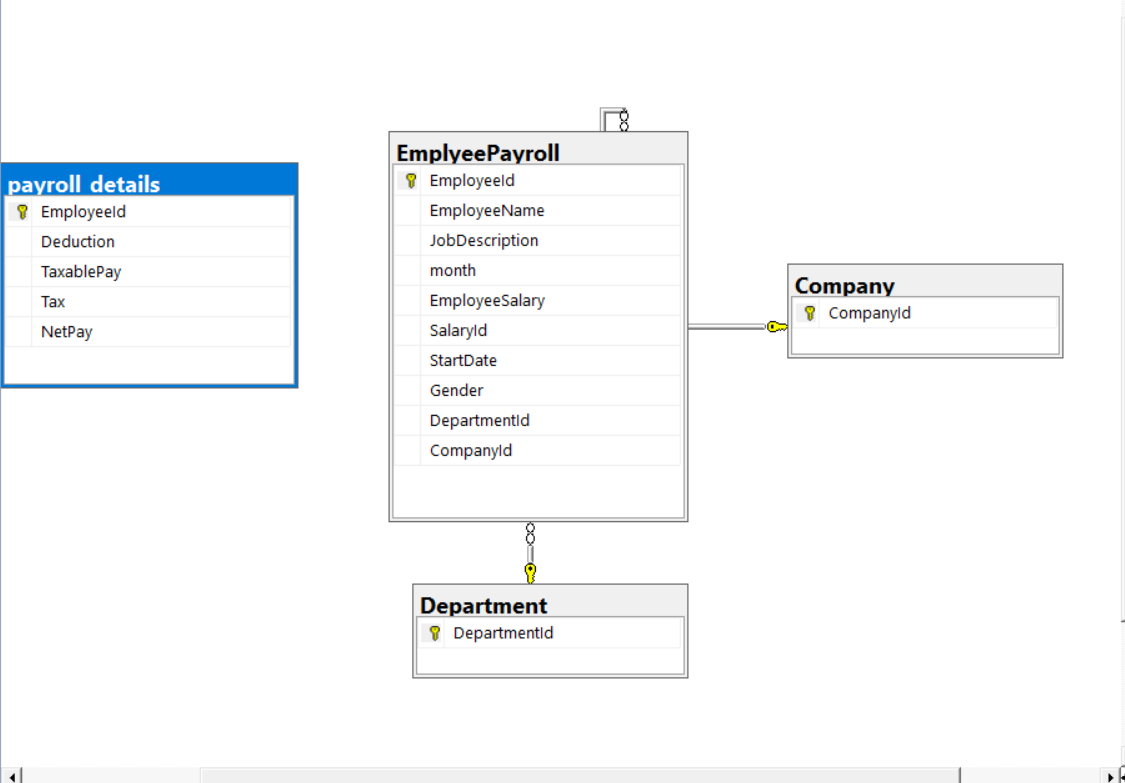 payroll details
EmployeeId
Deduction
TaxablePay
Tax
NetPay
EmplyeePayroll
EmployeeId
EmployeeName
JobDescription
month
EmployeeSalary
SalaryId
StartDate
Gender
DepartmentId
CompanyId
Company
CompanyId
Department
DepartmentId